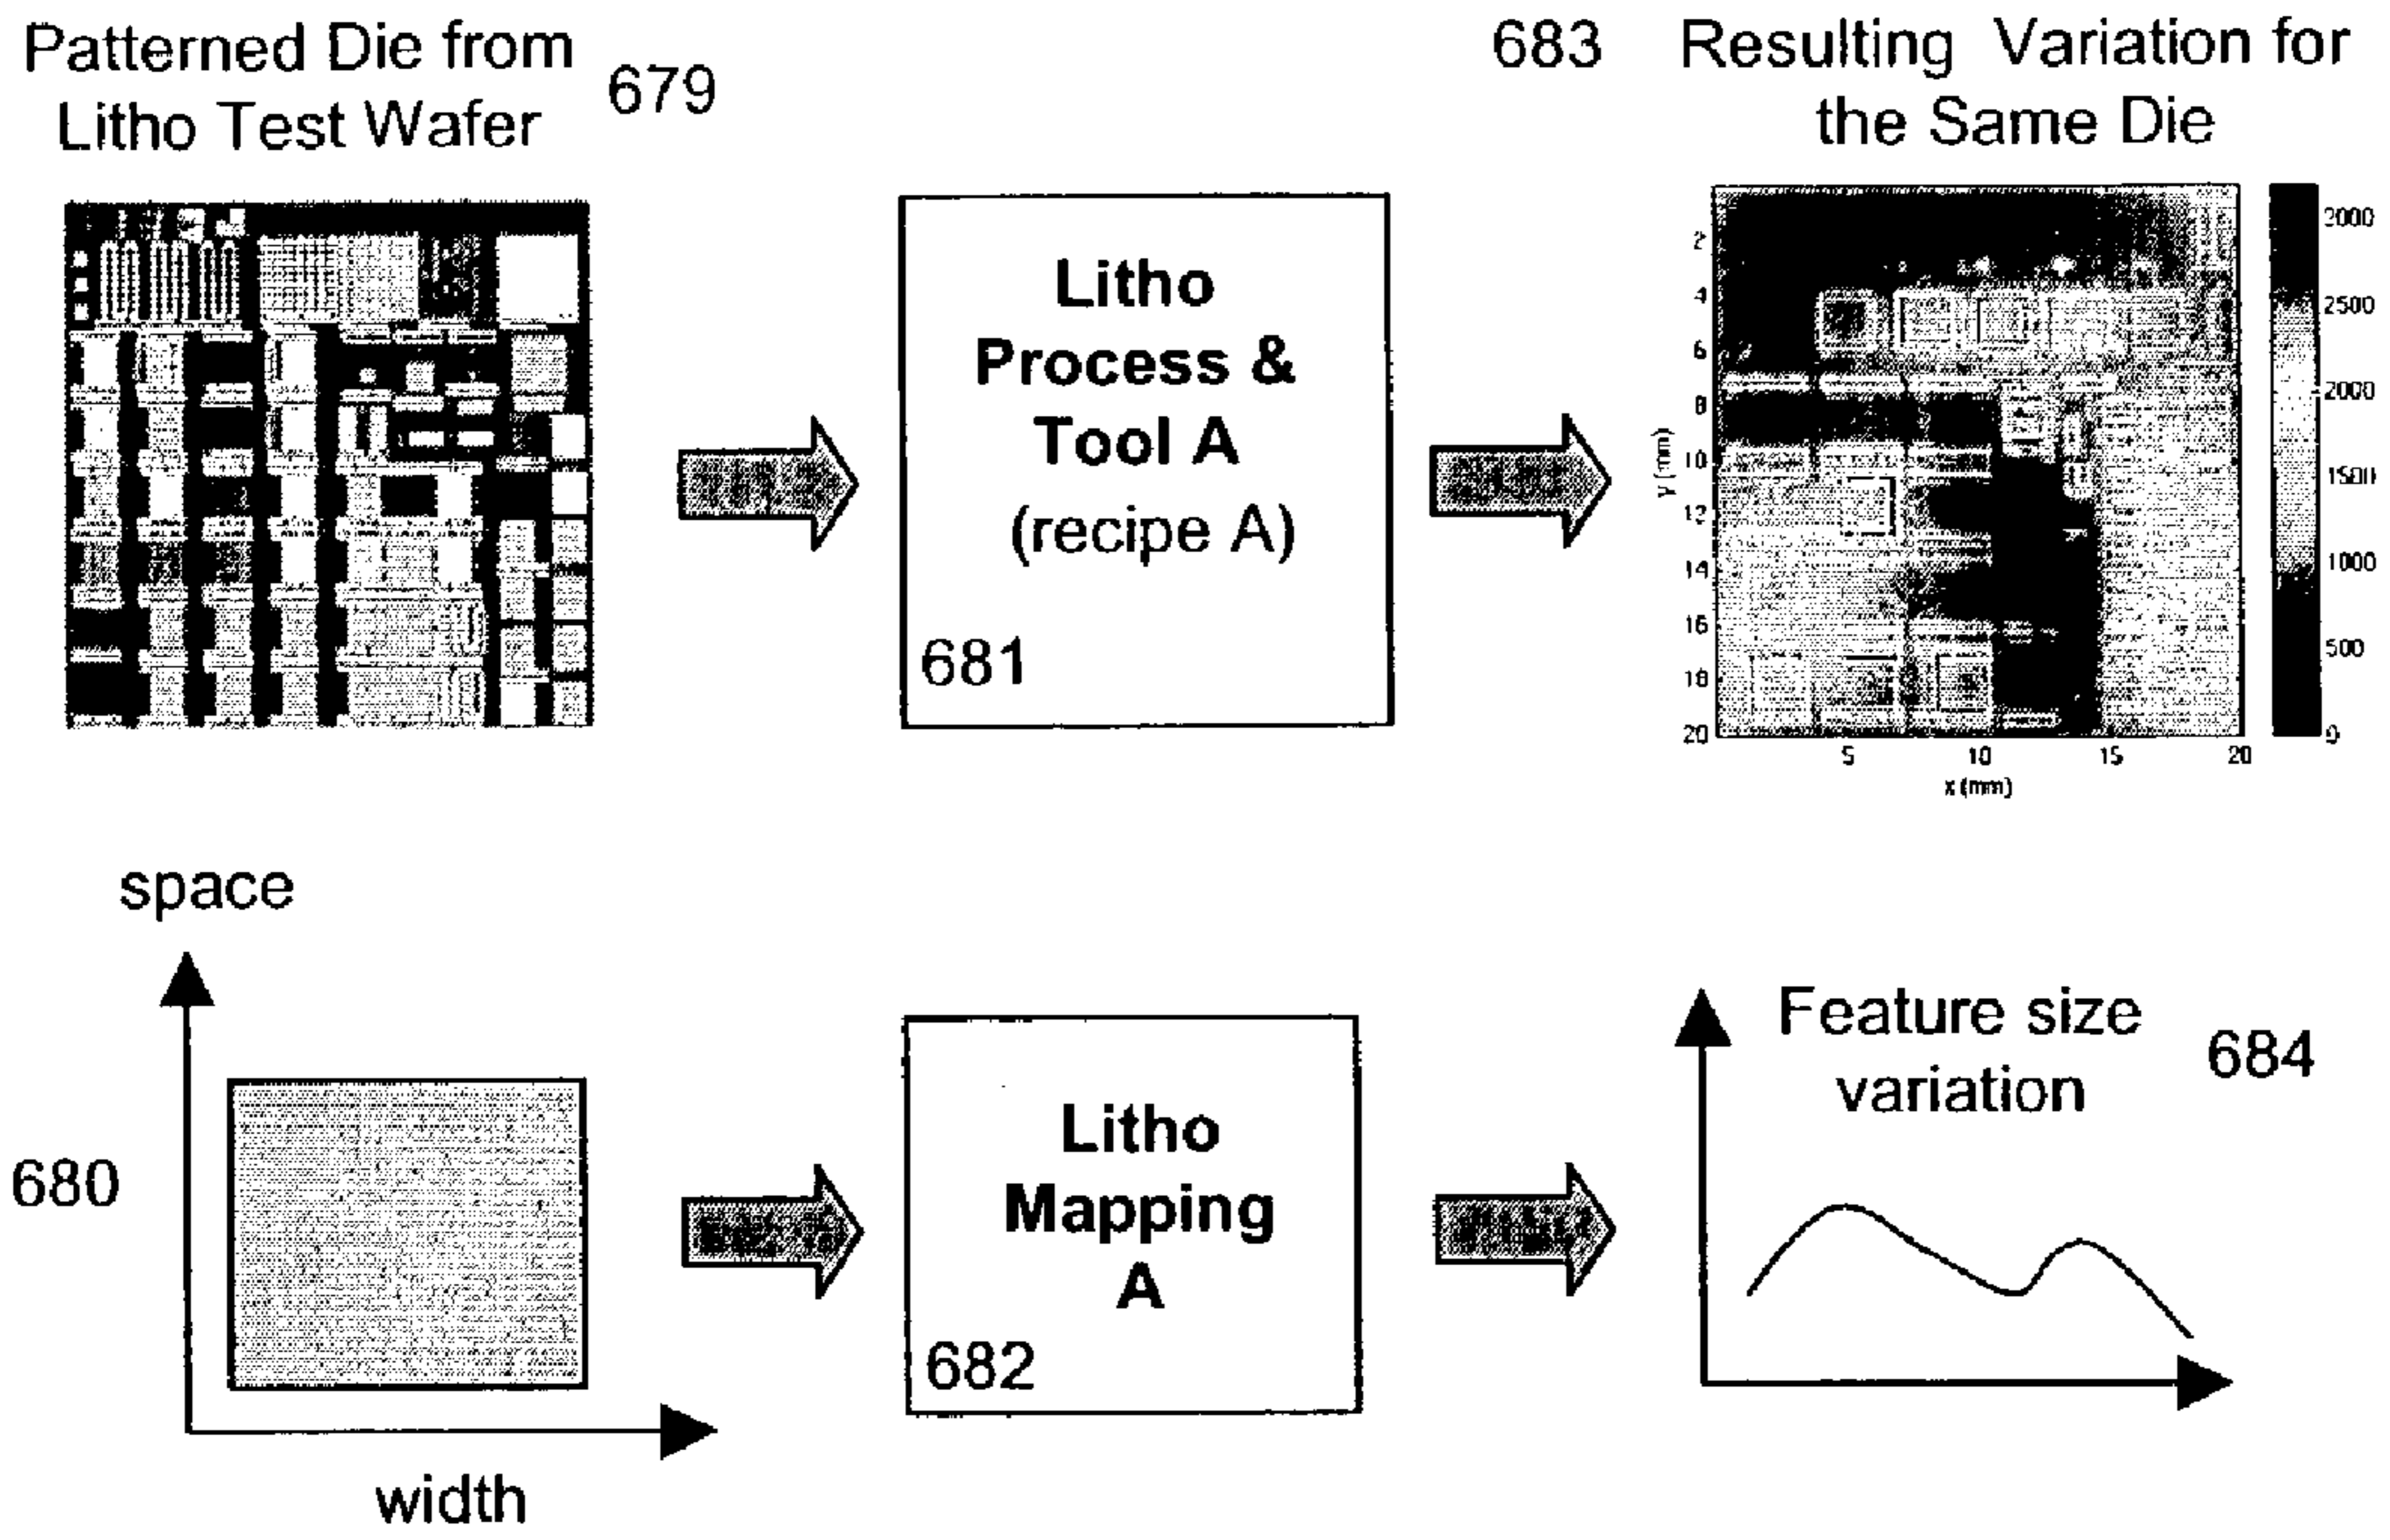 Patterned Die from
Litho Test Wafer
679
683
Resulting Variation for
the Same Die
Litho
Process &
Tool A
(recipe A)
681
2
4
6
8
10
12
14
16
18
20
y (mm)
5
10
15
20
x (mm)
3000
2500
2000
1500
1000
500
0
space
680
width
Litho
Mapping
A
682
Feature size
variation
684